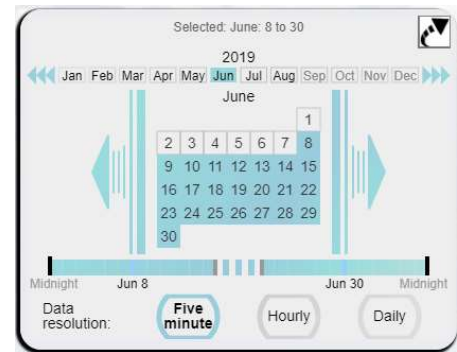 Selected: June: 8 to 30
2019
Jan Feb Mar Apr May Jun Jul Aug Sep Oct Nov Dec
June
1
2 3 4 5 6 7 8
9 10 11 12 13 14 15
16 17 18 19 20 21 22
23 24 25 26 27 28 29
30
Midnight Jun 8 Jun 30 Midnight
Data resolution: Five minute Hourly Daily